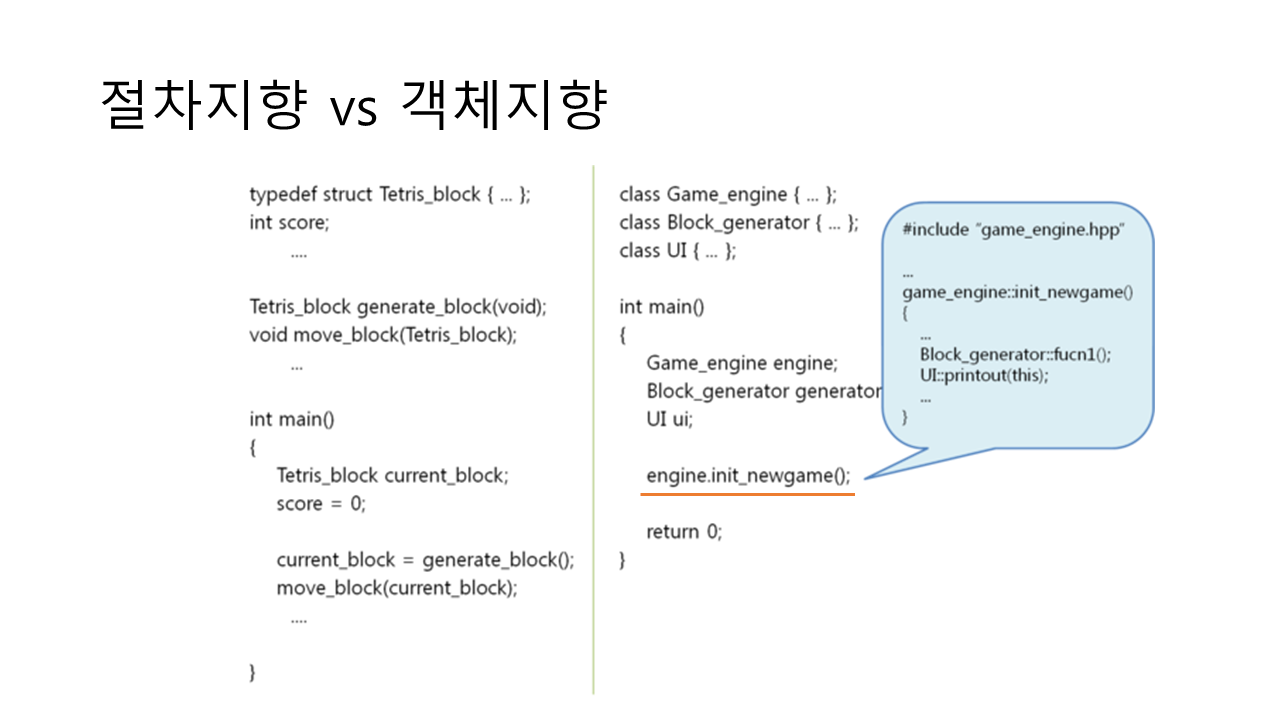 절차지향 vs 객체지향
typedef struct Tetris_block { ... };
int score;
....
Tetris_block generate_block(void);
void move_block(Tetris_block);
...
int main()
{
Tetris_block current_block;
score = 0;
current_block = generate_block();
move_block(current_block);
....
}
class Game_engine { ... };
class Block_generator { ... };
class UI { ... };
int main()
{
Game_engine engine;
Block_generator generator
UI ui;
engine.init_newgame();
return 0;
}
#include "game_engine.hpp"
...
game_engine::init_newgame()
{
...
Block_generator::fucn1();
UI::printout(this);
...
}